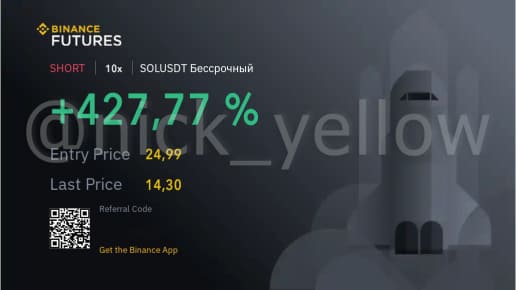 BINANCE
FUTURES
SHORT 10x SOLUSDT Бессрочный
+427,77 %
@nick_yellow
Entry Price 24,99
Last Price 14,30
Referral Code
Get the Binance App